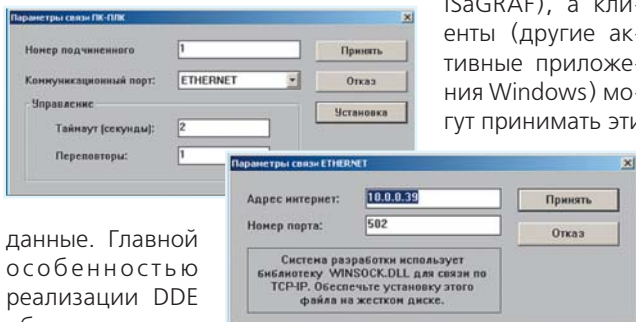 Параметры связи ПК-ПЛК
Номер подчиненного 1 Принять
Коммуникационный порт: ETHERNET Отказ
Управление Установка
Таймаут (секунды): 2
Переповторы: 1
ISaGRAF), а кли-
енты (другие ак-
тивные приложе-
ния Windows) мо-
гут принимать эти
Параметры связи ETHERNET
Адрес интернет: 10.0.0.39 Принять
Номер порта: 502 Отказ
Система разработки использует
библиотеку WINSOCK.DLL для связи по
TCP-IP. Обеспечьте установку этого
файла на жестком диске.
данные. Главной
особенностью
реализации DDE